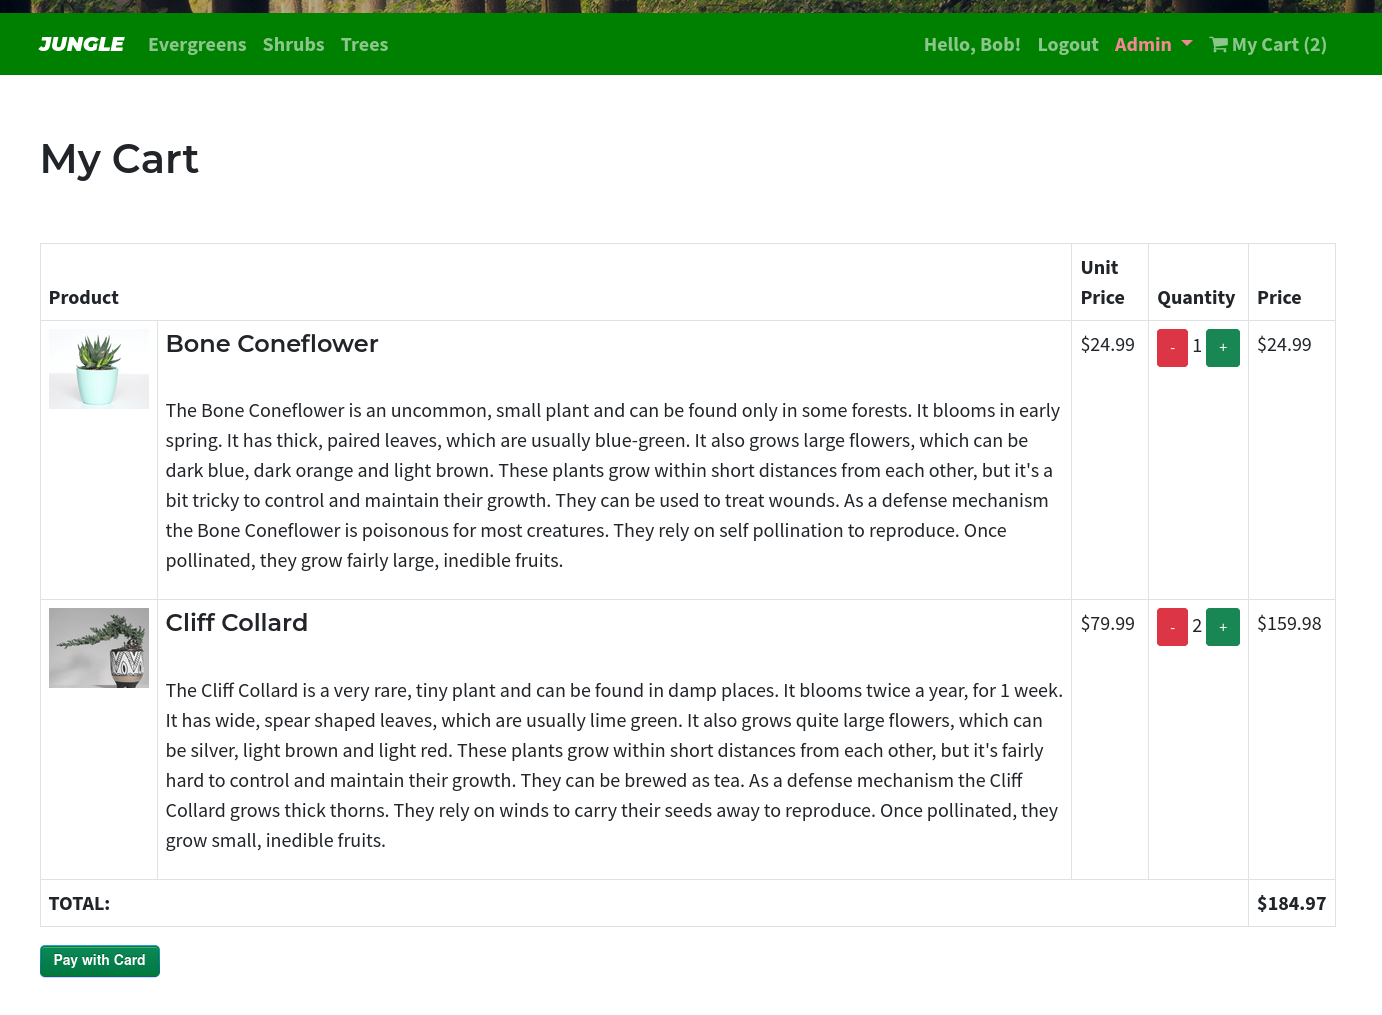 JUNGLE Evergreens Shrubs Trees Hello, Bob! Logout Admin My Cart (2)
My Cart
Product Unit Price Quantity Price
Bone Coneflower $24.99 - 1 + $24.99
The Bone Coneflower is an uncommon, small plant and can be found only in some forests. It blooms in early
spring. It has thick, paired leaves, which are usually blue-green. It also grows large flowers, which can be
dark blue, dark orange and light brown. These plants grow within short distances from each other, but it's a
bit tricky to control and maintain their growth. They can be used to treat wounds. As a defense mechanism
the Bone Coneflower is poisonous for most creatures. They rely on self pollination to reproduce. Once
pollinated, they grow fairly large, inedible fruits.
Cliff Collard $79.99 - 2 + $159.98
The Cliff Collard is a very rare, tiny plant and can be found in damp places. It blooms twice a year, for 1 week.
It has wide, spear shaped leaves, which are usually lime green. It also grows quite large flowers, which can
be silver, light brown and light red. These plants grow within short distances from each other, but it's fairly
hard to control and maintain their growth. They can be brewed as tea. As a defense mechanism the Cliff
Collard grows thick thorns. They rely on winds to carry their seeds away to reproduce. Once pollinated, they
grow small, inedible fruits.
TOTAL: $184.97
Pay with Card